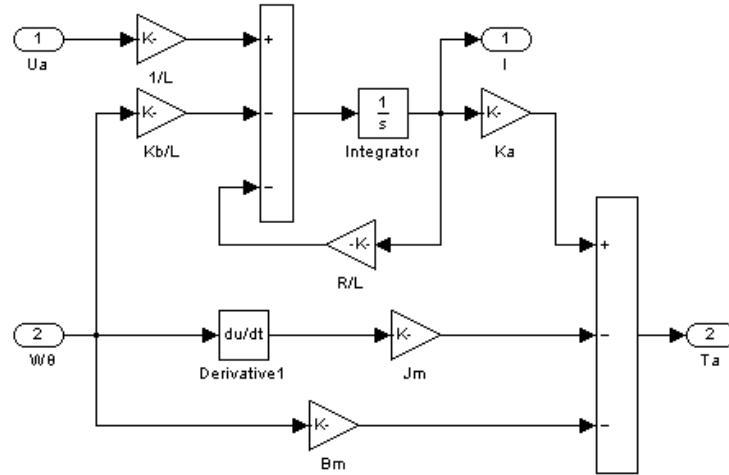 1
Ua
K-
1/L
+
1
I
K-
Kb/L
−
1
s
Integrator
K-
Ka
−
-K-
R/L
+
2
Wθ
du/dt
Derivative1
K-
Jm
−
2
Ta
K-
Bm
−